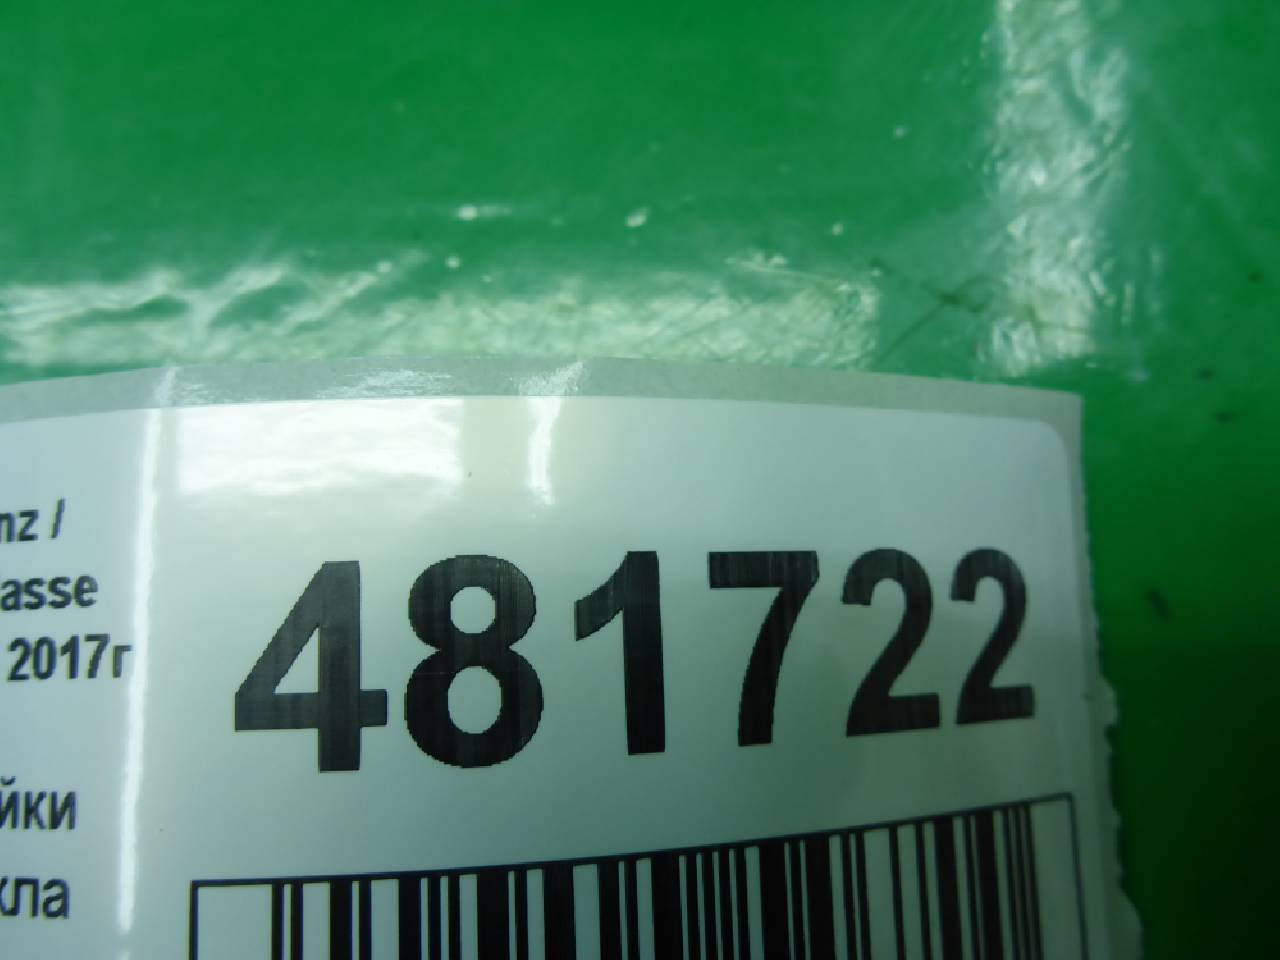 nz /
asse
2017г
481722
йки
кла